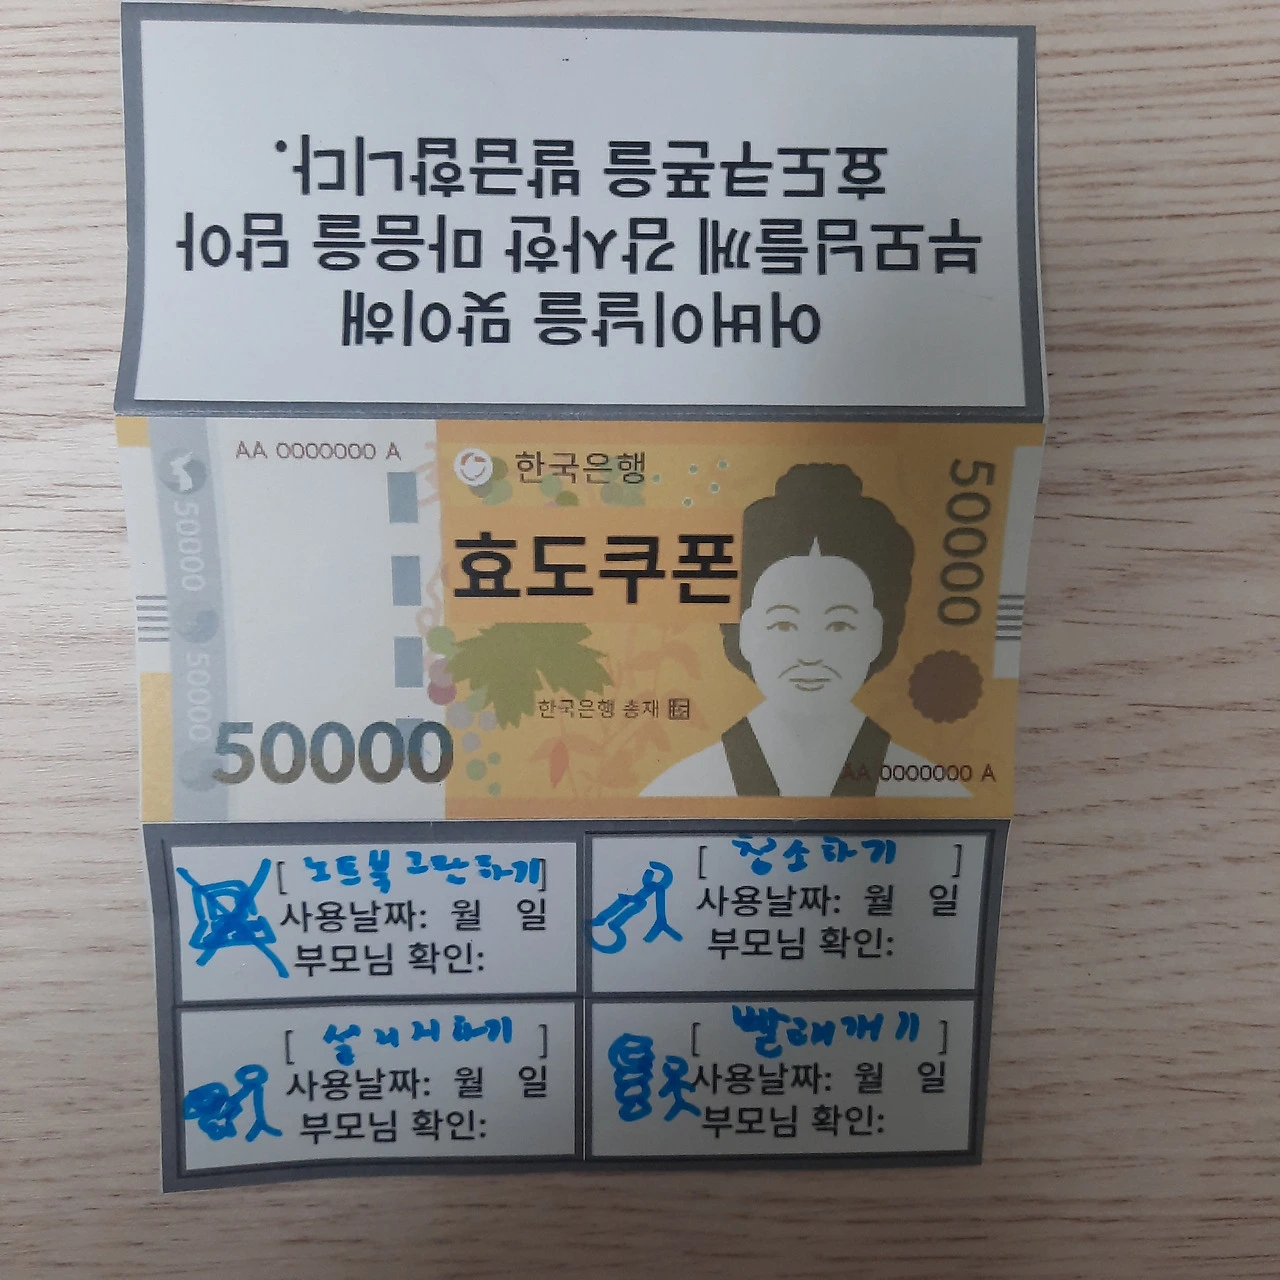 어버이날을 맞이해
부모님들께 감사한 마음을 담아
효도쿠폰을 발급합니다.
AA 0000000 A
한국은행
50000
50000
효도쿠폰
50000
한국은행 총재
50000
AA 0000000 A
[ 노트북 그만하기 ]
사용날짜: 월 일
부모님 확인:
[ 청소하기 ]
사용날짜: 월 일
부모님 확인:
[ 설거지하기 ]
사용날짜: 월 일
부모님 확인:
[ 빨래개기 ]
사용날짜: 월 일
부모님 확인: